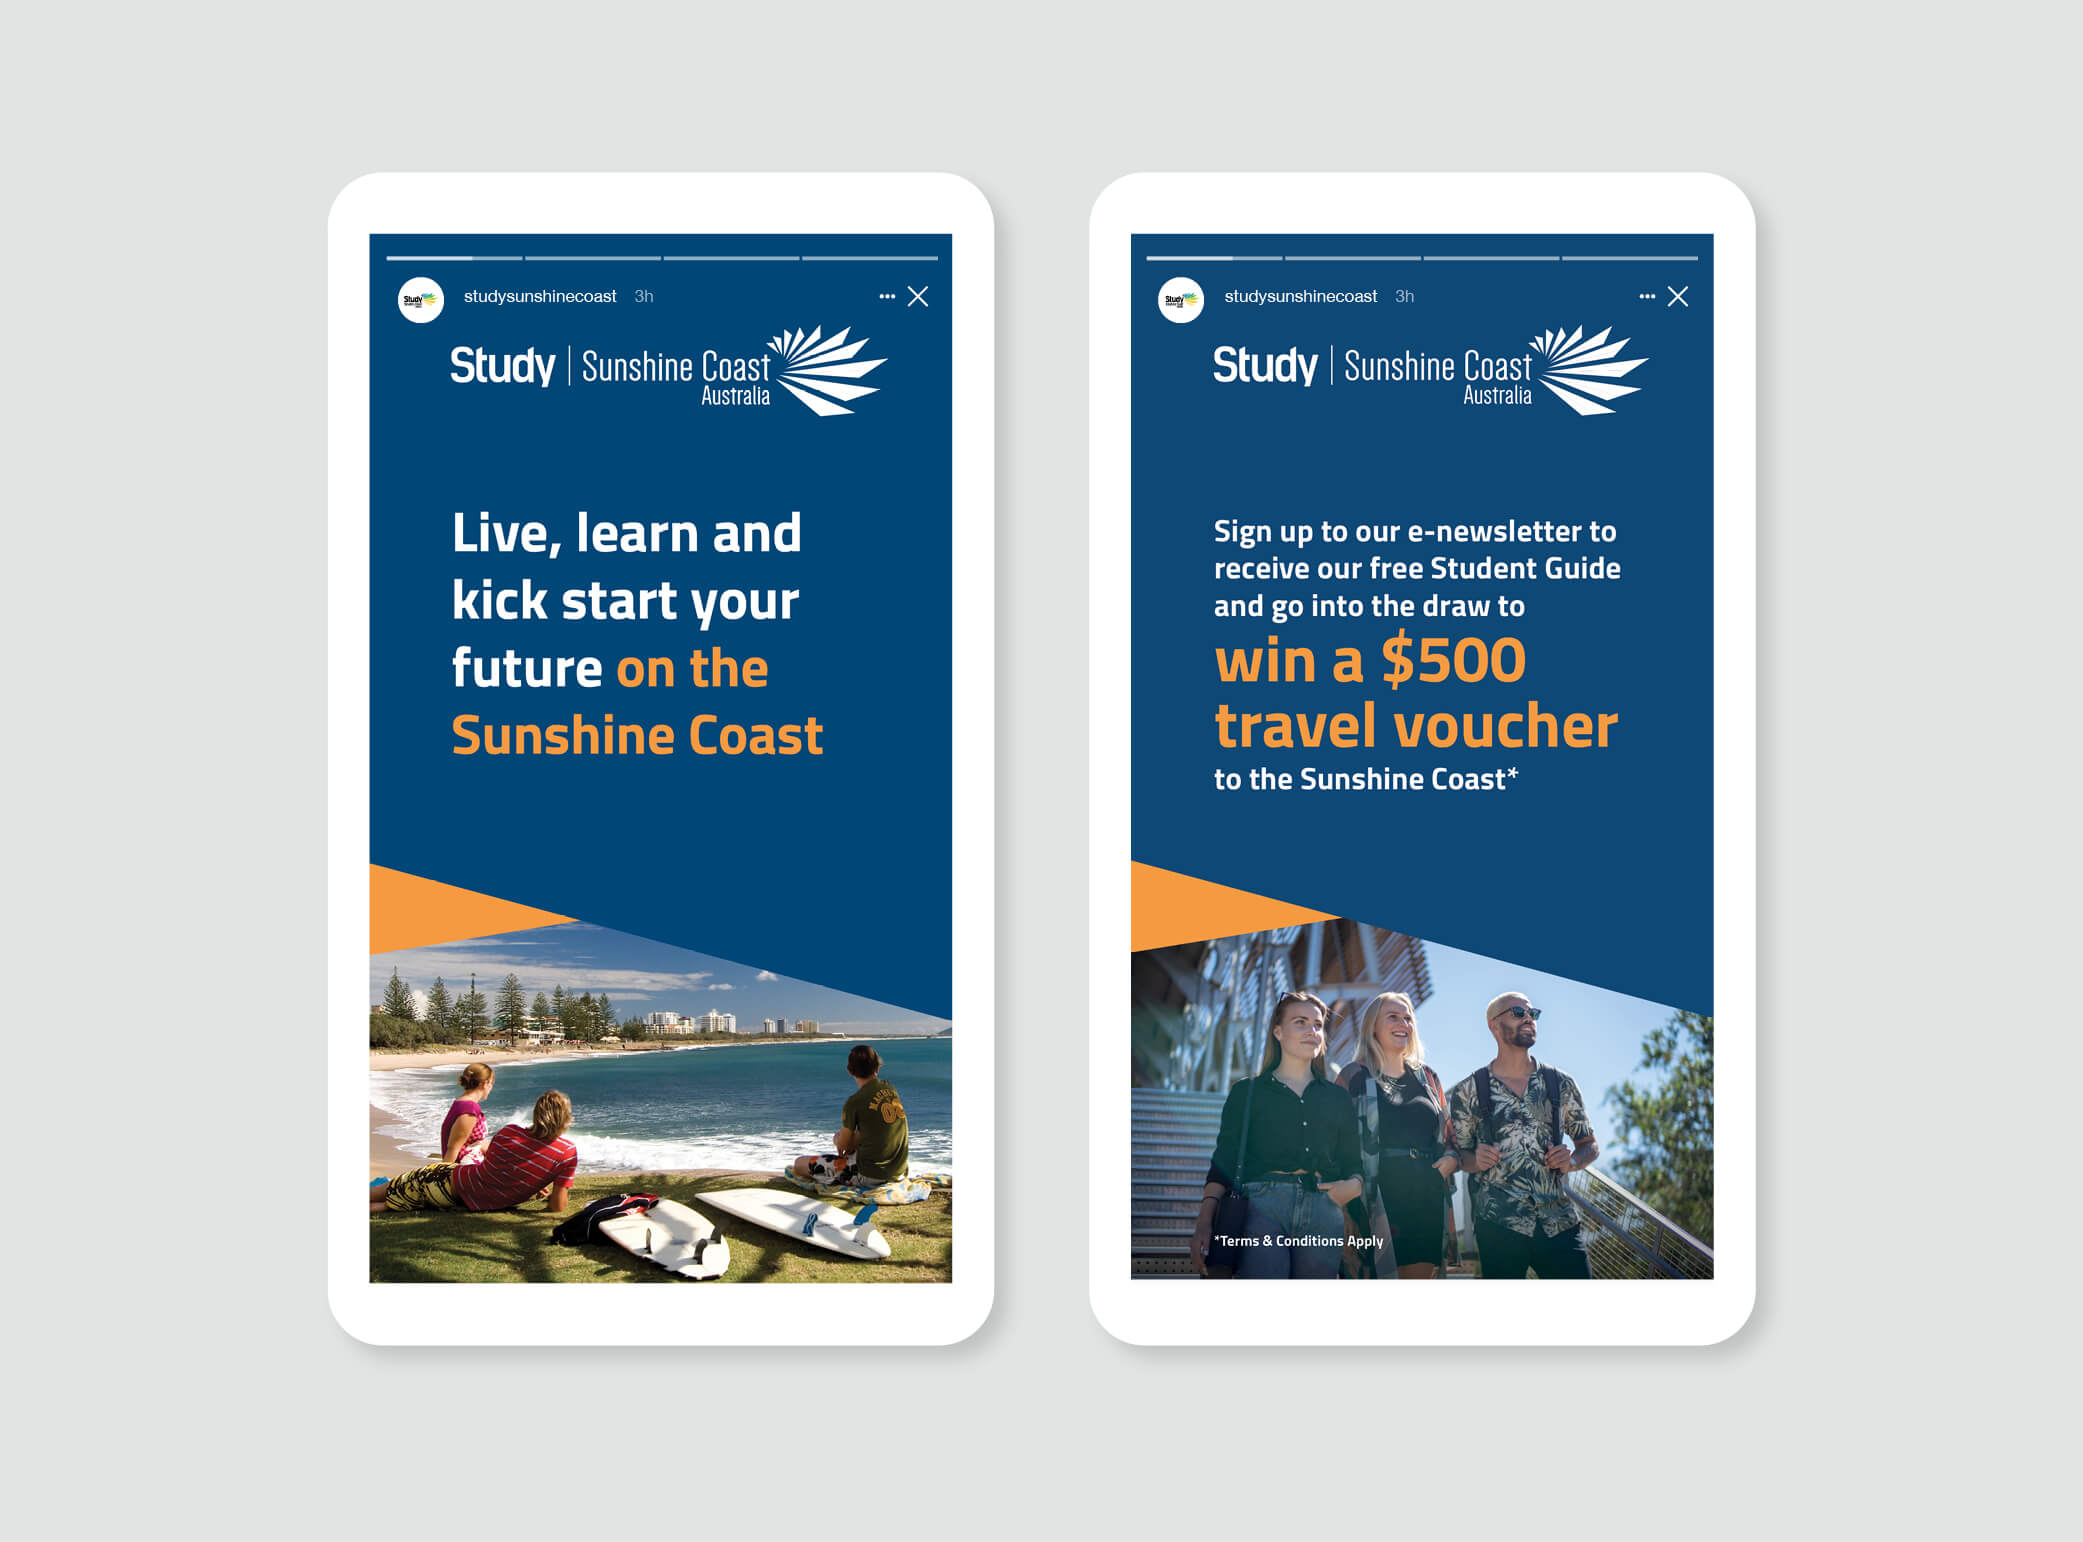 studysunshinecoast 3h
Study | Sunshine Coast
Australia
Live, learn and
kick start your
future on the
Sunshine Coast
studysunshinecoast 3h
Study | Sunshine Coast
Australia
Sign up to our e-newsletter to
receive our free Student Guide
and go into the draw to
win a $500
travel voucher
to the Sunshine Coast*
*Terms & Conditions Apply